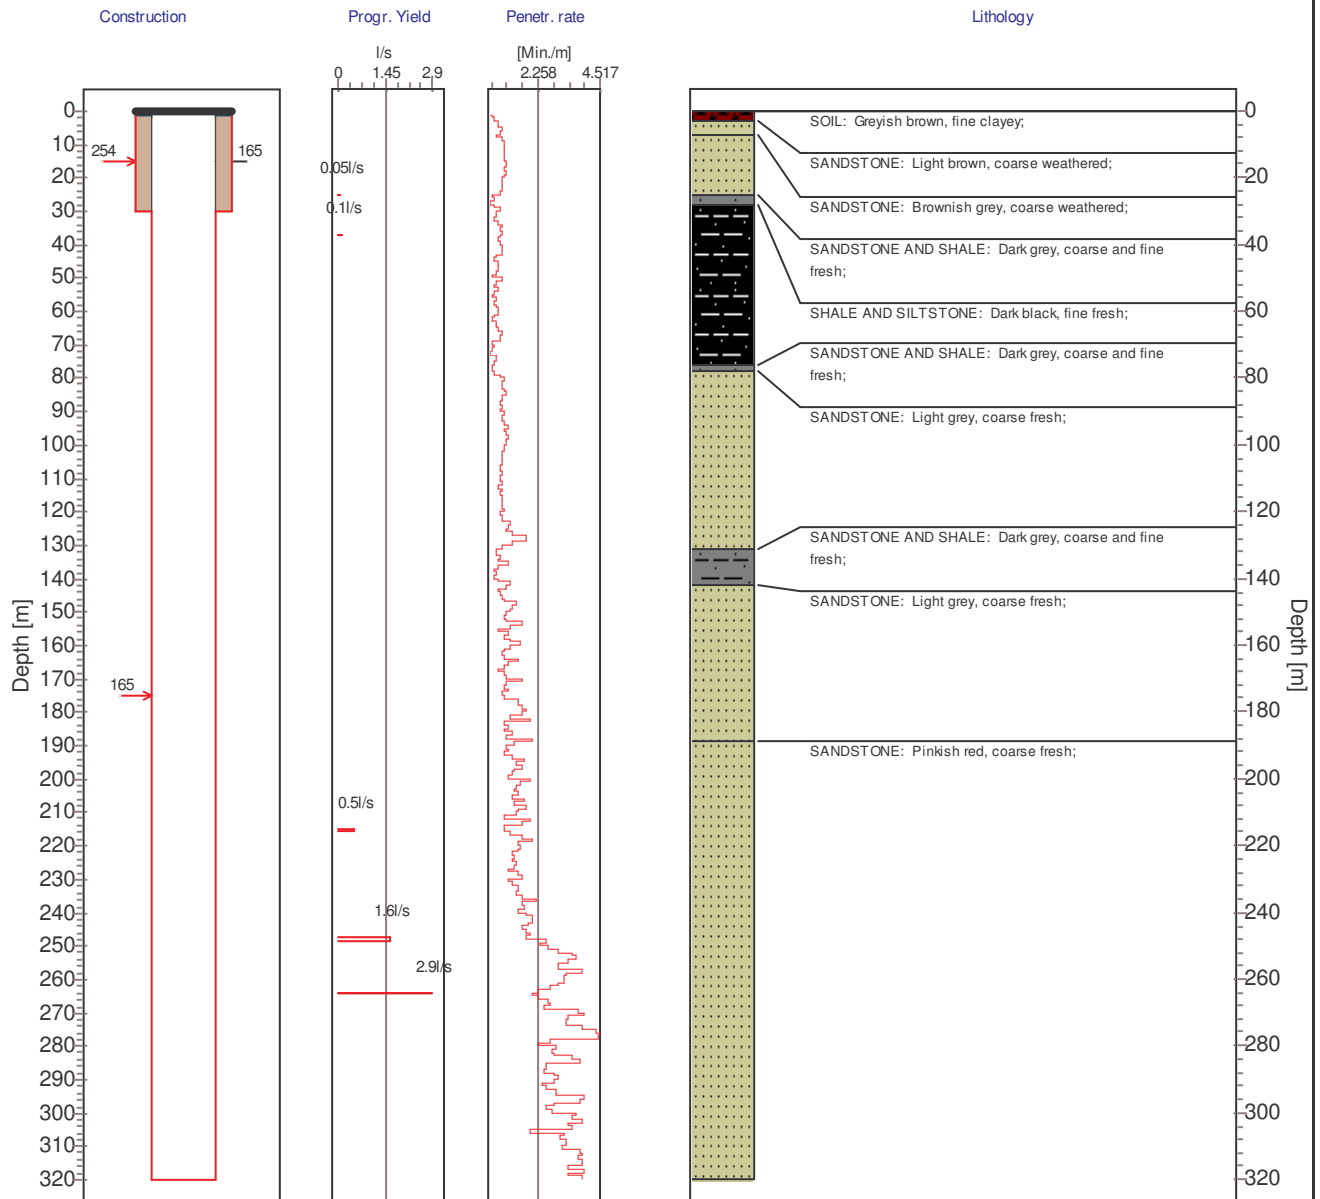 Construction
Progr. Yield
Penetr. rate
Lithology
l/s
[Min./m]
0 1.45 2.9
2.258 4.517
Depth [m]
0
10
20
30
40
50
60
70
80
90
100
110
120
130
140
150
160
170
180
190
200
210
220
230
240
250
260
270
280
290
300
310
320
254
165
165
0.05l/s
0.1l/s
0.5l/s
1.6l/s
2.9l/s
SOIL: Greyish brown, fine clayey;
SANDSTONE: Light brown, coarse weathered;
SANDSTONE: Brownish grey, coarse weathered;
SANDSTONE AND SHALE: Dark grey, coarse and fine
fresh;
SHALE AND SILTSTONE: Dark black, fine fresh;
SANDSTONE AND SHALE: Dark grey, coarse and fine
fresh;
SANDSTONE: Light grey, coarse fresh;
SANDSTONE AND SHALE: Dark grey, coarse and fine
fresh;
SANDSTONE: Light grey, coarse fresh;
SANDSTONE: Pinkish red, coarse fresh;
0
20
40
60
80
100
120
140
160
180
200
220
240
260
280
300
320
Depth [m]